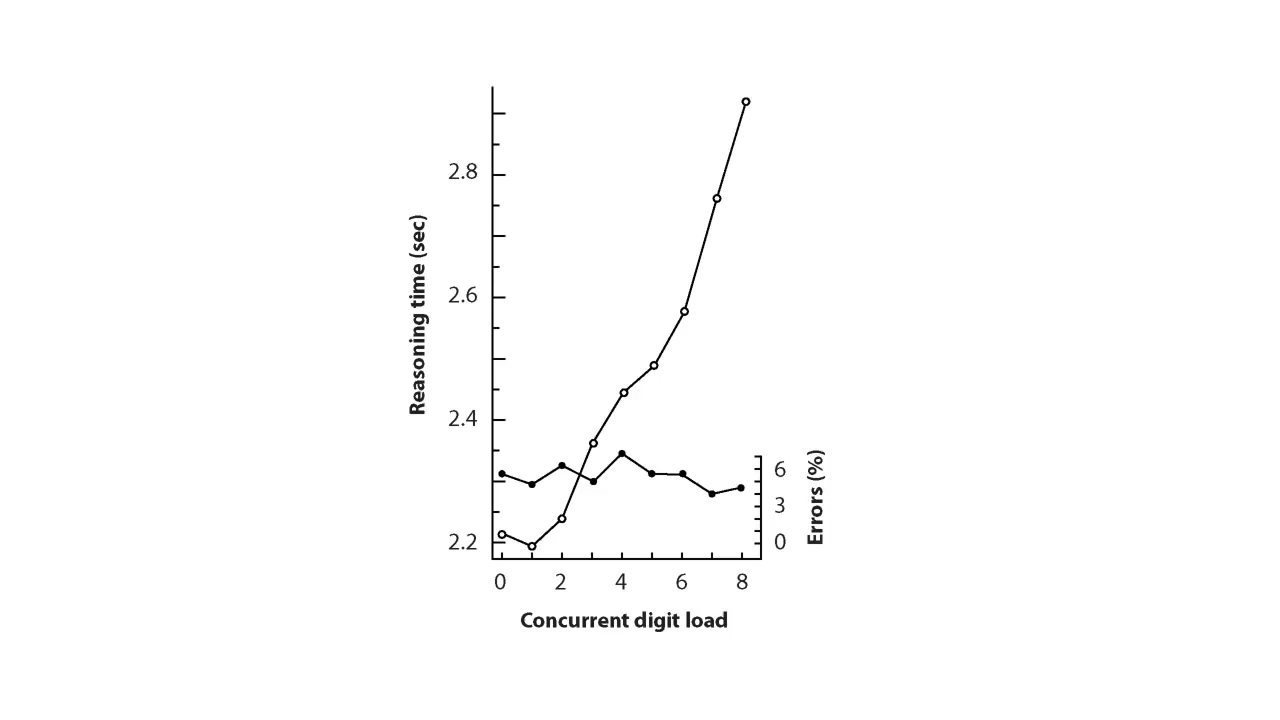 Reasoning time (sec)
2.8
2.6
2.4
2.2
6
3
0
Errors (%)
0 2 4 6 8
Concurrent digit load